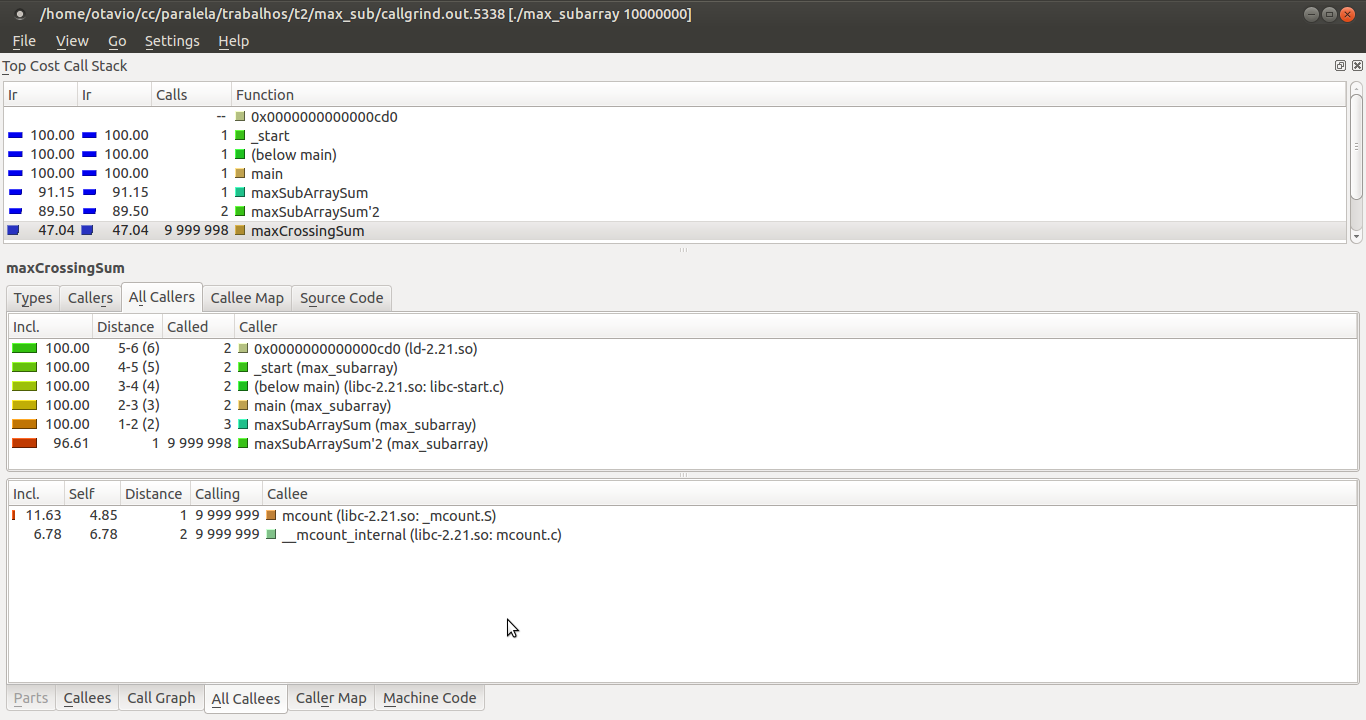 /home/otavio/cc/paralela/trabalhos/t2/max_sub/callgrind.out.5338 [./max_subarray 10000000]
File View Go Settings Help
Top Cost Call Stack
Ir Ir Calls Function
-- 0x0000000000000cd0
100.00 100.00 1 _start
100.00 100.00 1 (below main)
100.00 100.00 1 main
91.15 91.15 1 maxSubArraySum
89.50 89.50 2 maxSubArraySum'2
47.04 47.04 9 999 998 maxCrossingSum
maxCrossingSum
Types Callers All Callers Callee Map Source Code
Incl. Distance Called Caller
100.00 5-6 (6) 2 0x0000000000000cd0 (ld-2.21.so)
100.00 4-5 (5) 2 _start (max_subarray)
100.00 3-4 (4) 2 (below main) (libc-2.21.so: libc-start.c)
100.00 2-3 (3) 2 main (max_subarray)
100.00 1-2 (2) 3 maxSubArraySum (max_subarray)
96.61 1 9 999 998 maxSubArraySum'2 (max_subarray)
Incl. Self Distance Calling Callee
11.63 4.85 1 9 999 999 mcount (libc-2.21.so: _mcount.S)
6.78 6.78 2 9 999 999 __mcount_internal (libc-2.21.so: mcount.c)
Parts Callees Call Graph All Callees Caller Map Machine Code